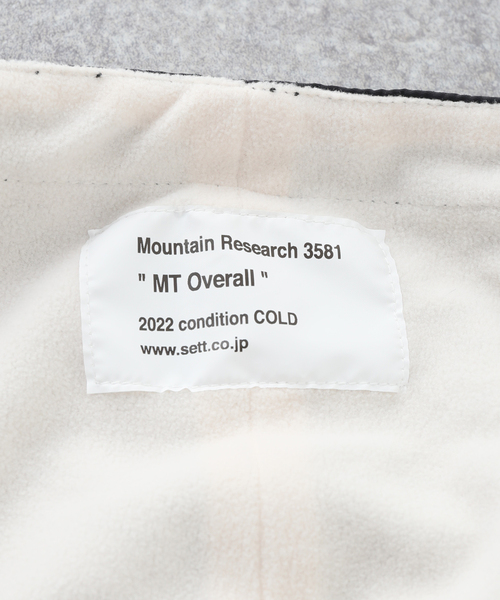 Mountain Research 3581
" MT Overall "
2022 condition COLD
www.sett.co.jp